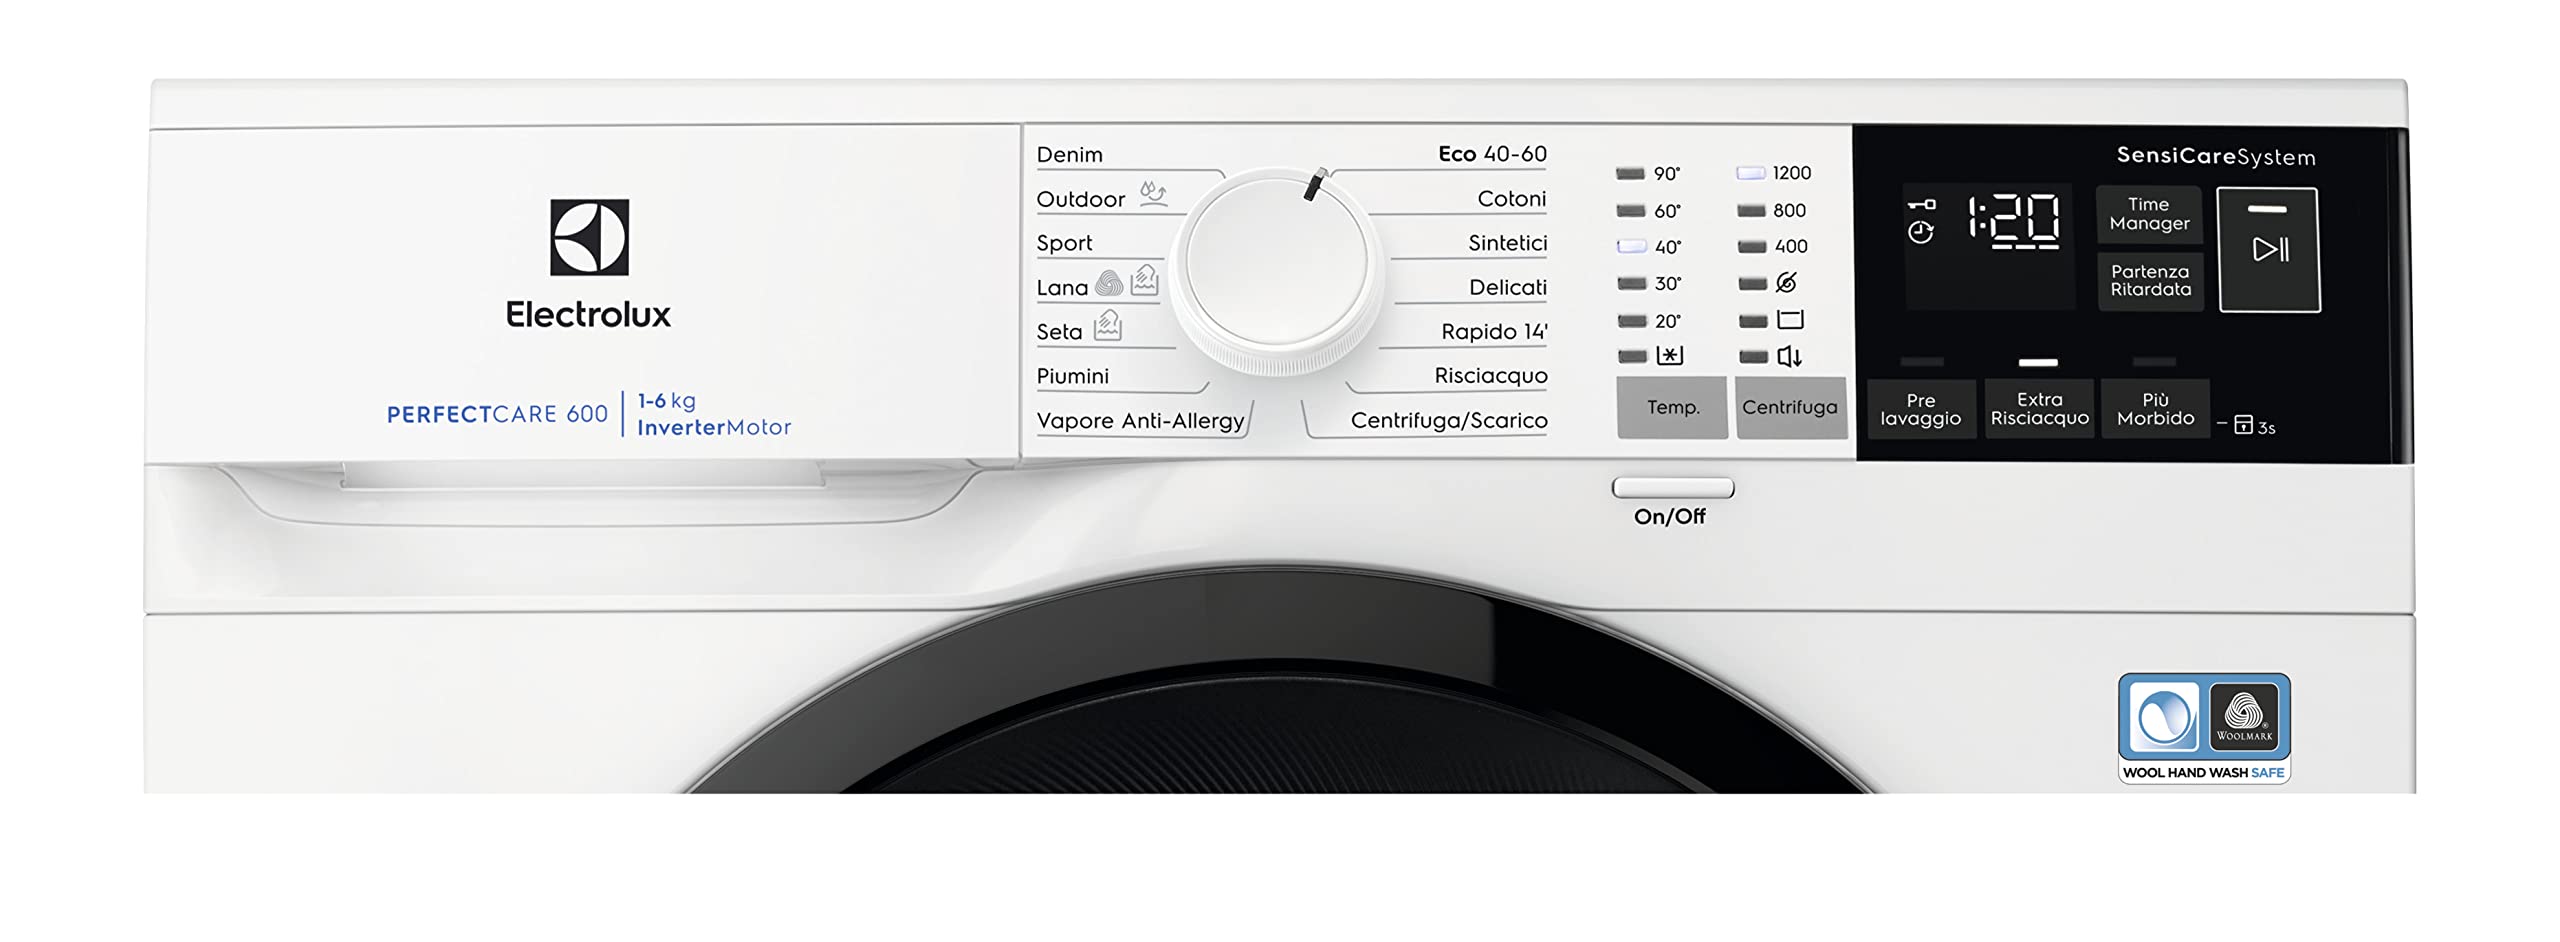 Electrolux
PERFECTCARE 600
1-6 kg
InverterMotor
Denim
Outdoor
Sport
Lana
Seta
Piumini
Vapore Anti-Allergy
Eco 40-60
Cotoni
Sintetici
Delicati
Rapido 14'
Risciacquo
Centrifuga/Scarico
90°
60°
40°
30°
20°
Temp.
1200
800
400
Centrifuga
On/Off
SensiCareSystem
1:20
Time
Manager
Partenza
Ritardata
Pre
lavaggio
Extra
Risciacquo
Più
Morbido
3s
WOOLMARK
WOOL HAND WASH SAFE